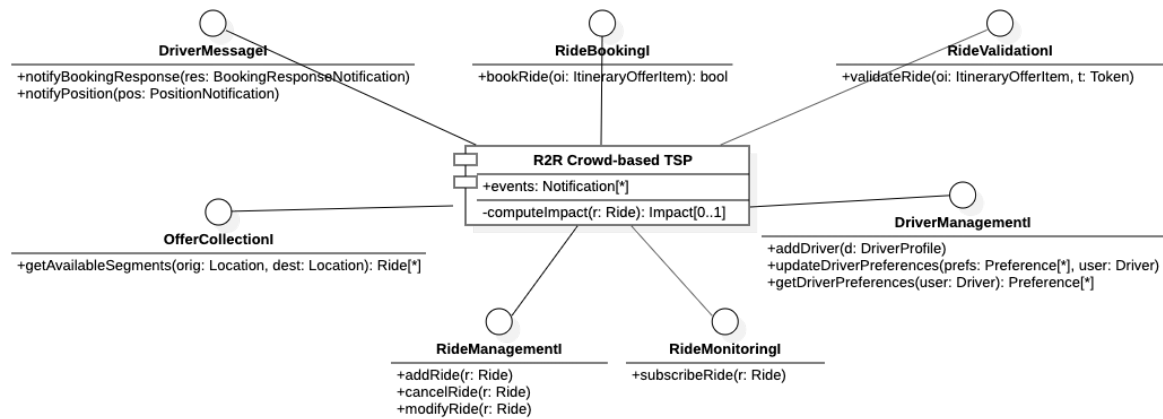 DriverMessageI
+notifyBookingResponse(res: BookingResponseNotification)
+notifyPosition(pos: PositionNotification)
RideBookingI
+bookRide(oi: ItineraryOfferItem): bool
RideValidationI
+validateRide(oi: ItineraryOfferItem, t: Token)
R2R Crowd-based TSP
+events: Notification[*]
-computeImpact(r: Ride): Impact[0..1]
OfferCollectionI
+getAvailableSegments(orig: Location, dest: Location): Ride[*]
DriverManagementI
+addDriver(d: DriverProfile)
+updateDriverPreferences(prefs: Preference[*], user: Driver)
+getDriverPreferences(user: Driver): Preference[*]
RideManagementI
+addRide(r: Ride)
+cancelRide(r: Ride)
+modifyRide(r: Ride)
RideMonitoringI
+subscribeRide(r: Ride)